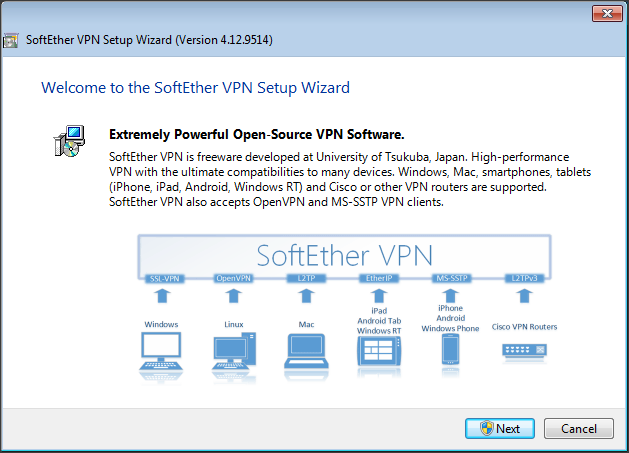 SoftEther VPN Setup Wizard (Version 4.12.9514)
Welcome to the SoftEther VPN Setup Wizard
Extremely Powerful Open-Source VPN Software.
SoftEther VPN is freeware developed at University of Tsukuba, Japan. High-performance
VPN with the ultimate compatibilities to many devices. Windows, Mac, smartphones, tablets
(iPhone, iPad, Android, Windows RT) and Cisco or other VPN routers are supported.
SoftEther VPN also accepts OpenVPN and MS-SSTP VPN clients.
SoftEther VPN
SSL-VPN OpenVPN L2TP EtherIP MS-SSTP L2TPv3
Windows
Linux
Mac
iPad
Android Tab
Windows RT
iPhone
Android
Windows Phone
Cisco VPN Routers
Next Cancel